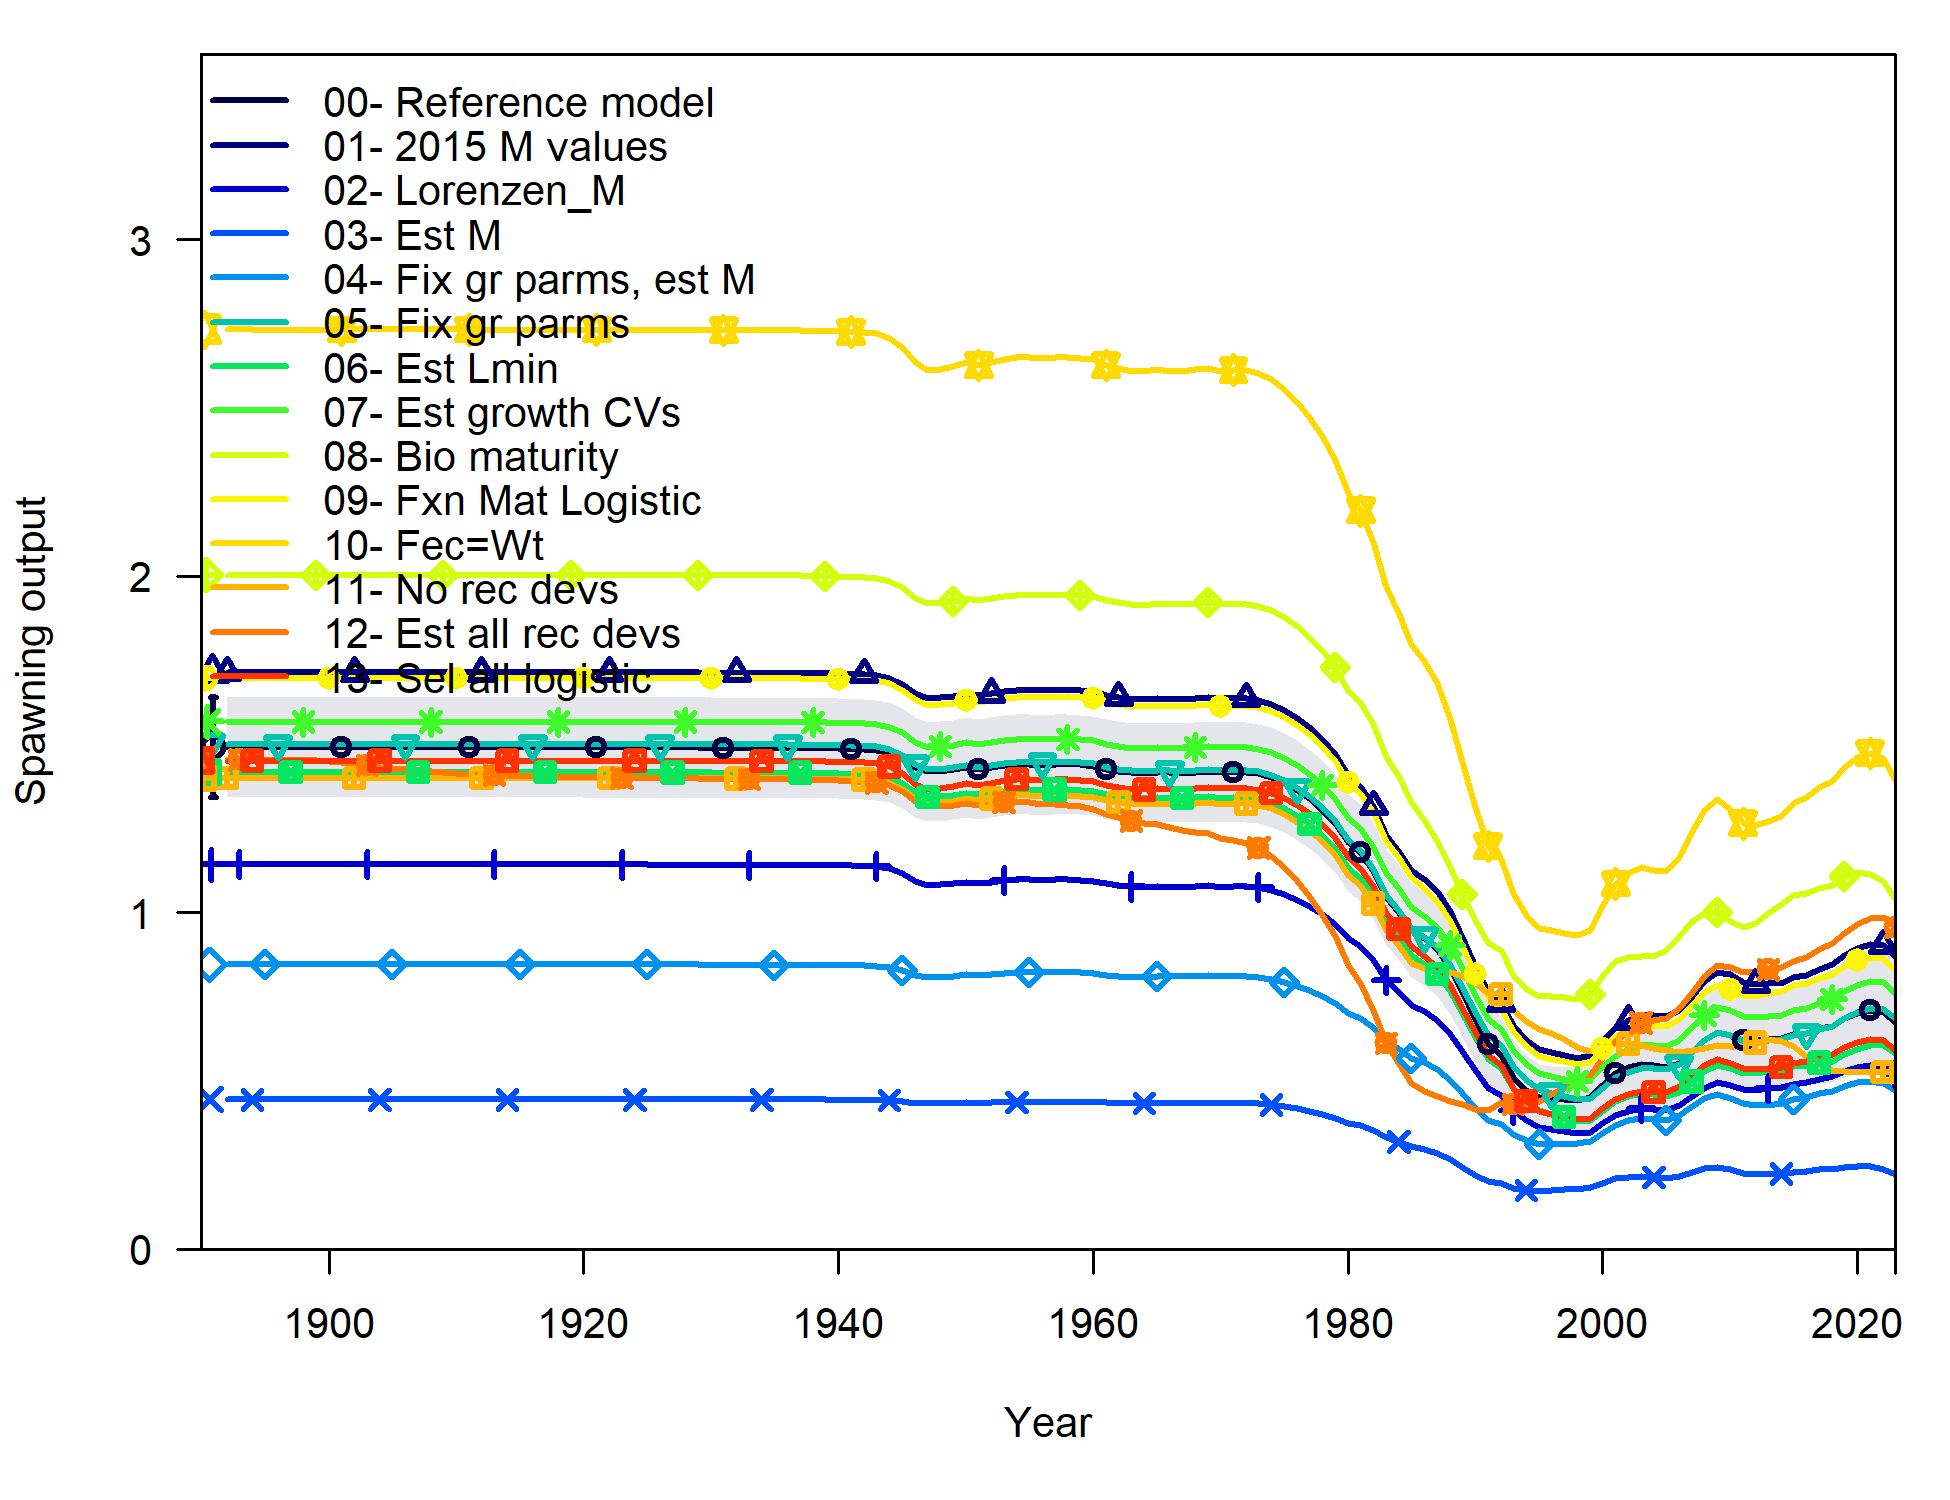 00- Reference model
01- 2015 M values
02- Lorenzen_M
03- Est M
04- Fix gr parms, est M
05- Fix gr parms
06- Est Lmin
07- Est growth CVs
08- Bio maturity
09- Fxn Mat Logistic
10- Fec=Wt
11- No rec devs
12- Est all rec devs
13- Sel all logistic
Spawning output
3
2
1
0
1900 1920 1940 1960 1980 2000 2020
Year